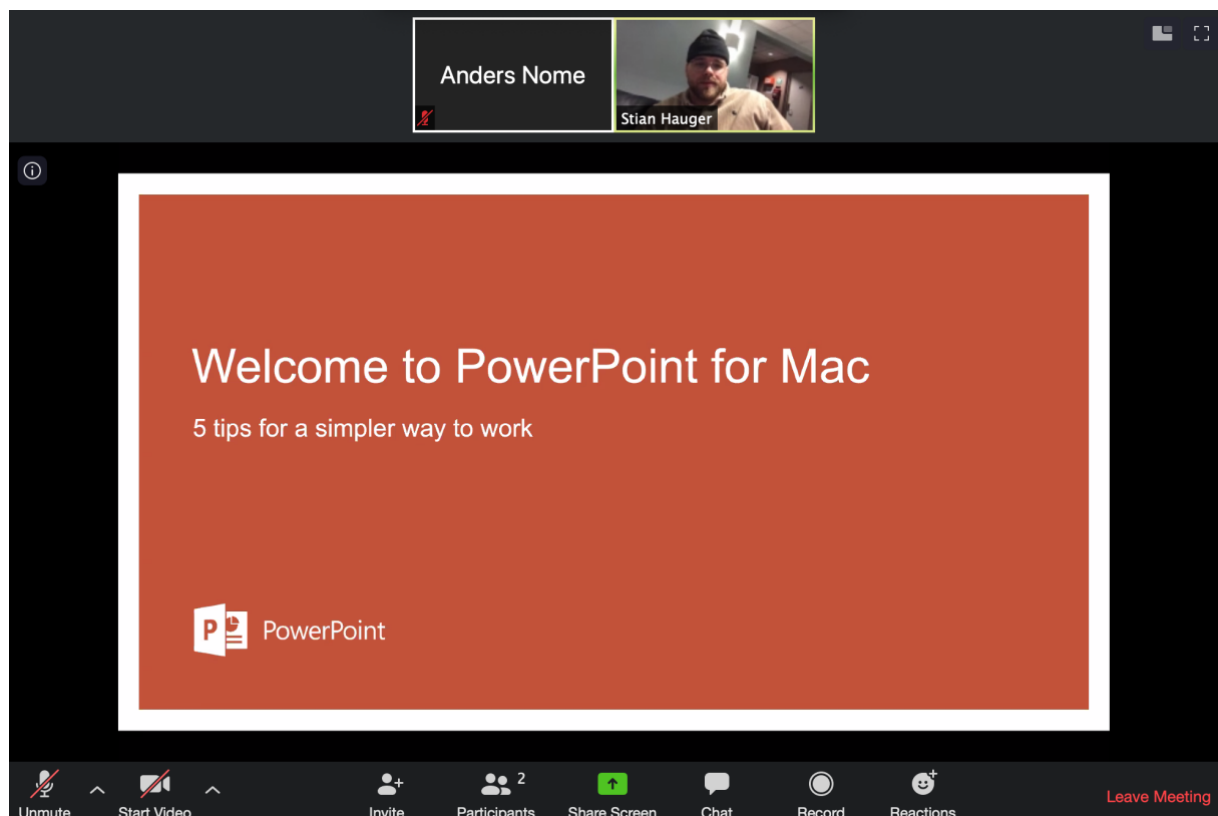 Anders Nome
Stian Hauger
Welcome to PowerPoint for Mac
5 tips for a simpler way to work
P PowerPoint
Unmute
Start Video
Invite
Participants 2
Share Screen
Chat
Record
Reactions
Leave Meeting